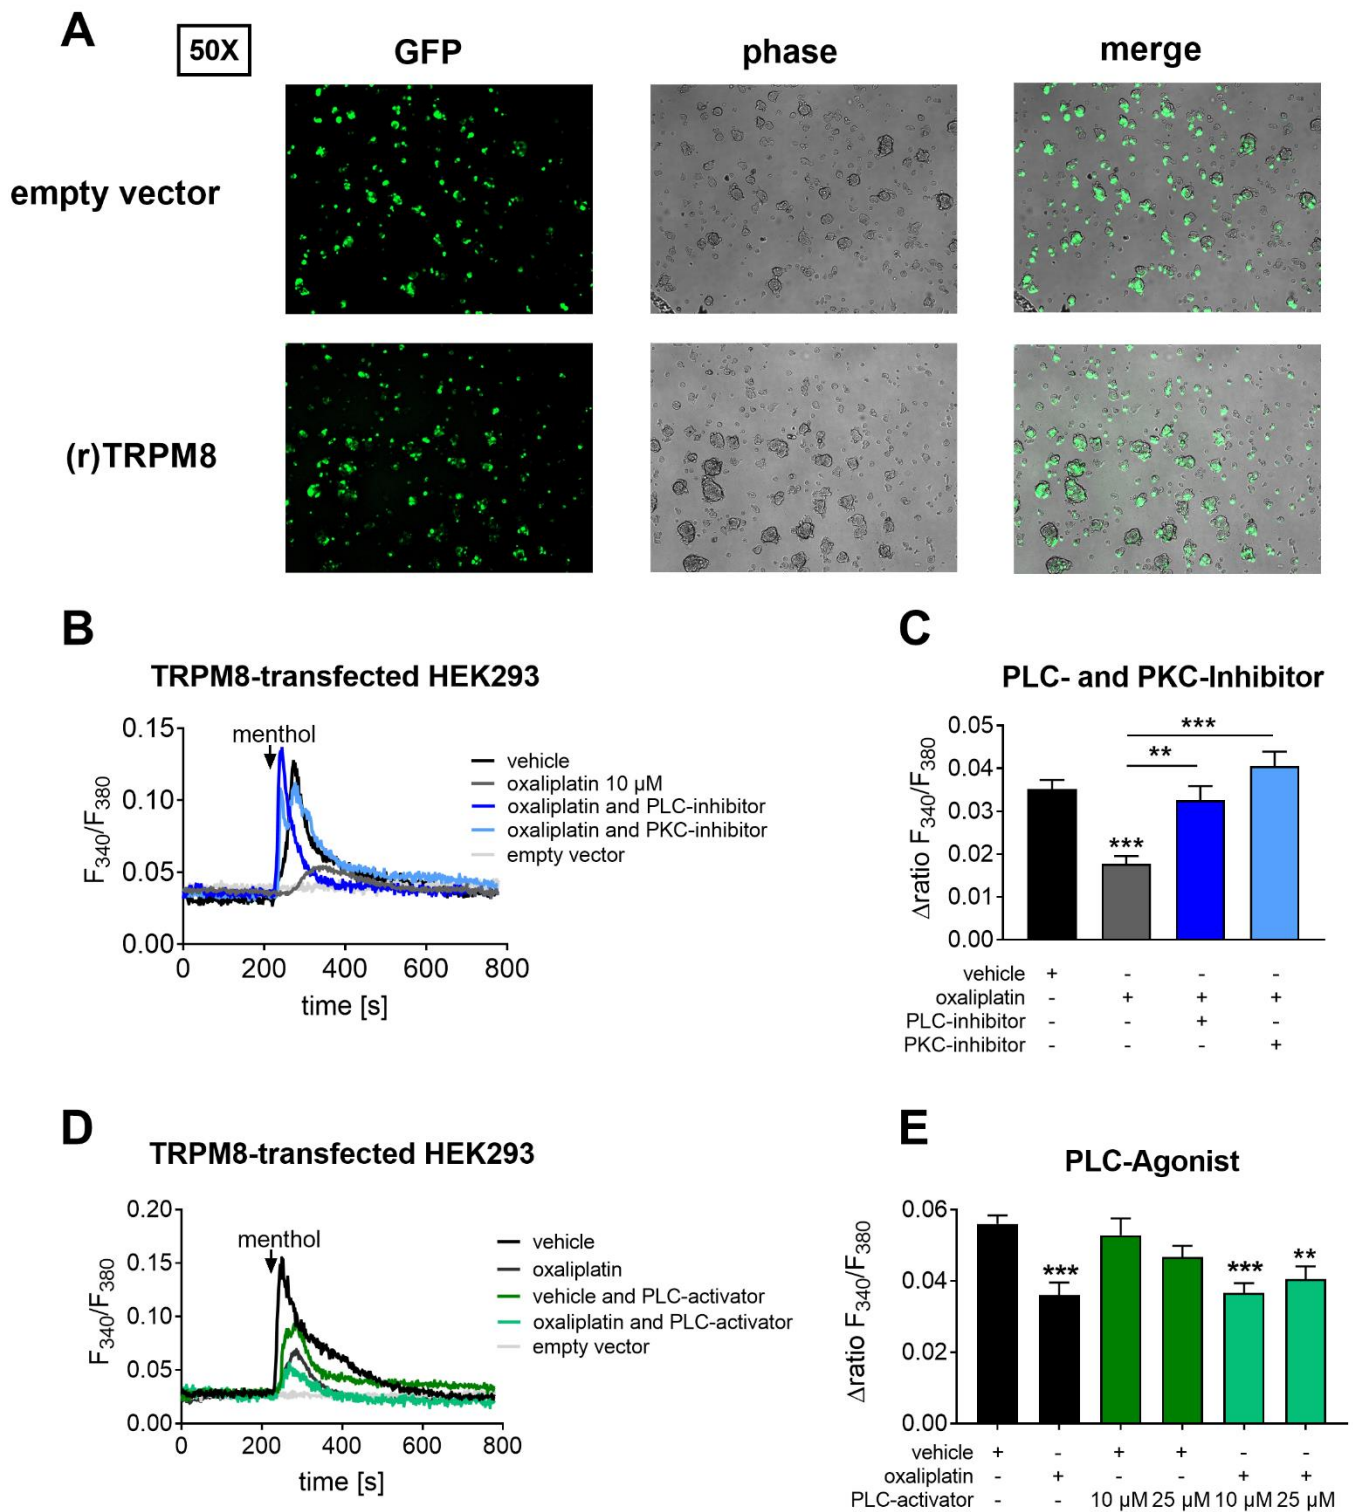 A
50X
GFP
phase
merge
empty vector
(r)TRPM8
B
TRPM8-transfected HEK293
0.15
0.10
0.05
0.00
F340/F380
menthol
0 200 400 600 800
time [s]
vehicle
oxaliplatin 10 µM
oxaliplatin and PLC-inhibitor
oxaliplatin and PKC-inhibitor
empty vector
C
PLC- and PKC-Inhibitor
0.05
0.04
0.03
0.02
0.01
0.00
Δratio F340/F380
***
**
***
vehicle + - - -
oxaliplatin - + + +
PLC-inhibitor - - + -
PKC-inhibitor - - - +
D
TRPM8-transfected HEK293
0.20
0.15
0.10
0.05
0.00
F340/F380
menthol
0 200 400 600 800
time [s]
vehicle
oxaliplatin
vehicle and PLC-activator
oxaliplatin and PLC-activator
empty vector
E
PLC-Agonist
0.06
0.04
0.02
0.00
Δratio F340/F380
*** *** **
vehicle + - + + - -
oxaliplatin - + - - + +
PLC-activator - - 10 µM 25 µM 10 µM 25 µM